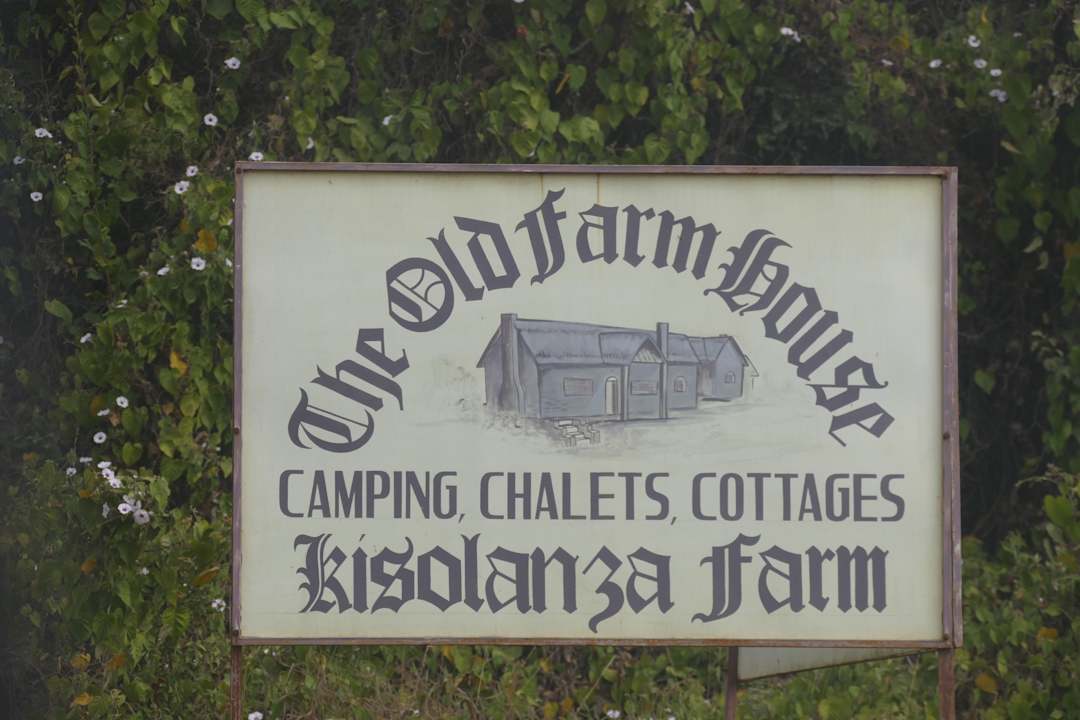 The Old Farm House
CAMPING, CHALETS, COTTAGES
Kisolanza Farm